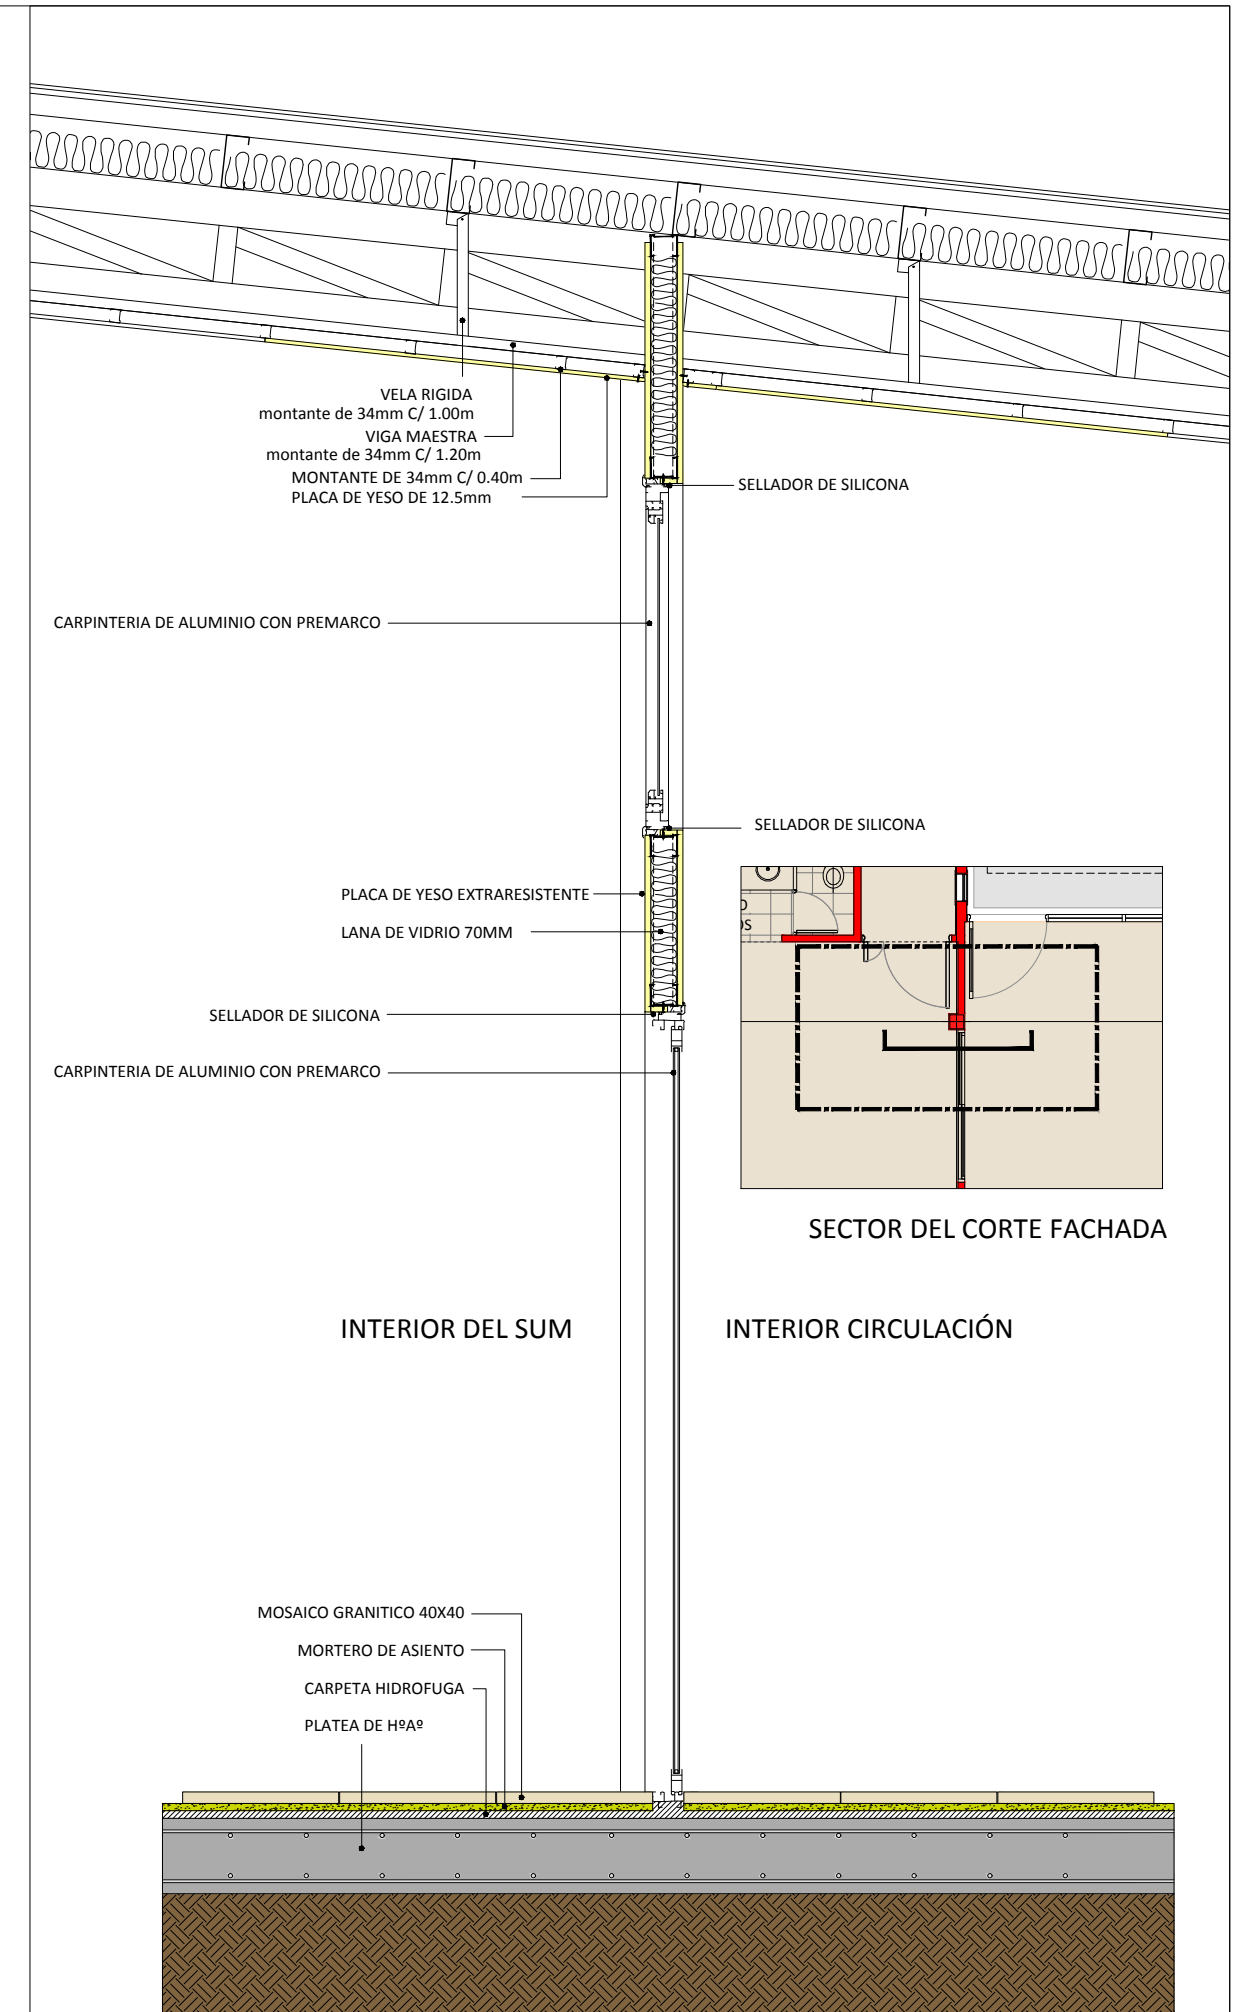 VELA RIGIDA
montante de 34mm C/ 1.00m
VIGA MAESTRA
montante de 34mm C/ 1.20m
MONTANTE DE 34mm C/ 0.40m
PLACA DE YESO DE 12.5mm
SELLADOR DE SILICONA
CARPINTERIA DE ALUMINIO CON PREMARCO
SELLADOR DE SILICONA
PLACA DE YESO EXTRARESISTENTE
LANA DE VIDRIO 70MM
SELLADOR DE SILICONA
CARPINTERIA DE ALUMINIO CON PREMARCO
SECTOR DEL CORTE FACHADA
INTERIOR DEL SUM
INTERIOR CIRCULACIÓN
MOSAICO GRANITICO 40X40
MORTERO DE ASIENTO
CARPETA HIDROFUGA
PLATEA DE HºAº